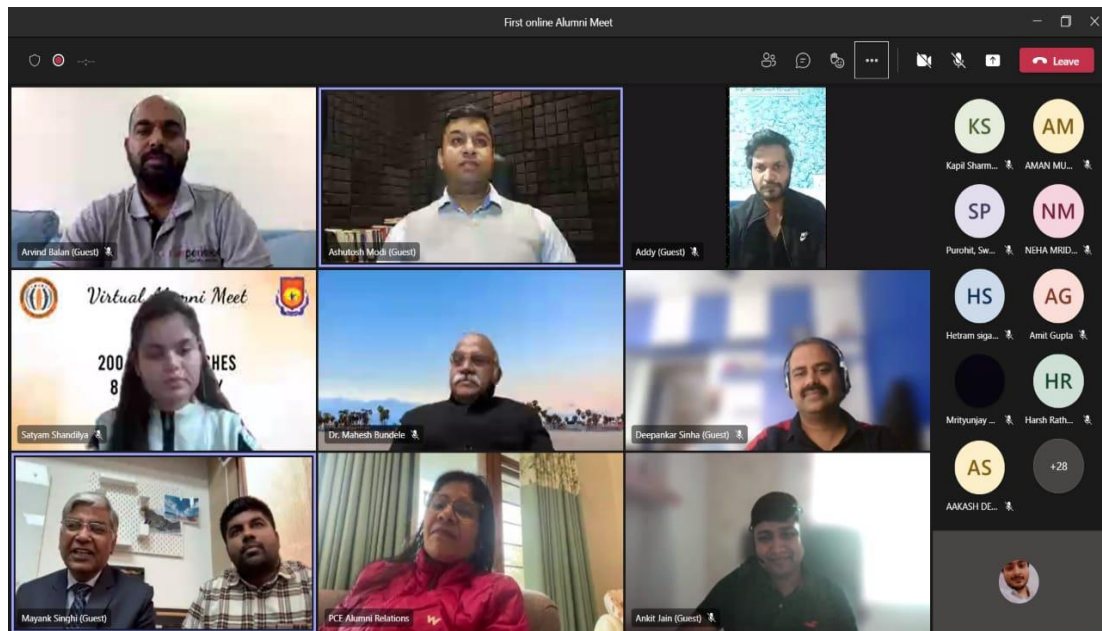 First online Alumni Meet
Leave
Arvind Balan (Guest)
Ashutosh Modi (Guest)
Addy (Guest)
KS
AM
Kapil Sharm...
AMAN MU...
SP
NM
Purohit, Sw...
NEHA MRID...
Virtual Alumni Meet
200
HES
8
Satyam Shandilya
Dr. Mahesh Bundele
Deepankar Sinha (Guest)
HS
AG
Hetram siga...
Amit Gupta
HR
Mrityunjay ...
Harsh Rath...
AS
+28
AAKASH DE...
Mayank Singhi (Guest)
PCE Alumni Relations
Ankit Jain (Guest)